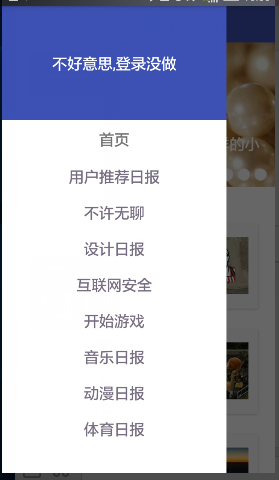 不好意思,登录没做
首页
用户推荐日报
不许无聊
设计日报
互联网安全
开始游戏
音乐日报
动漫日报
体育日报
的小